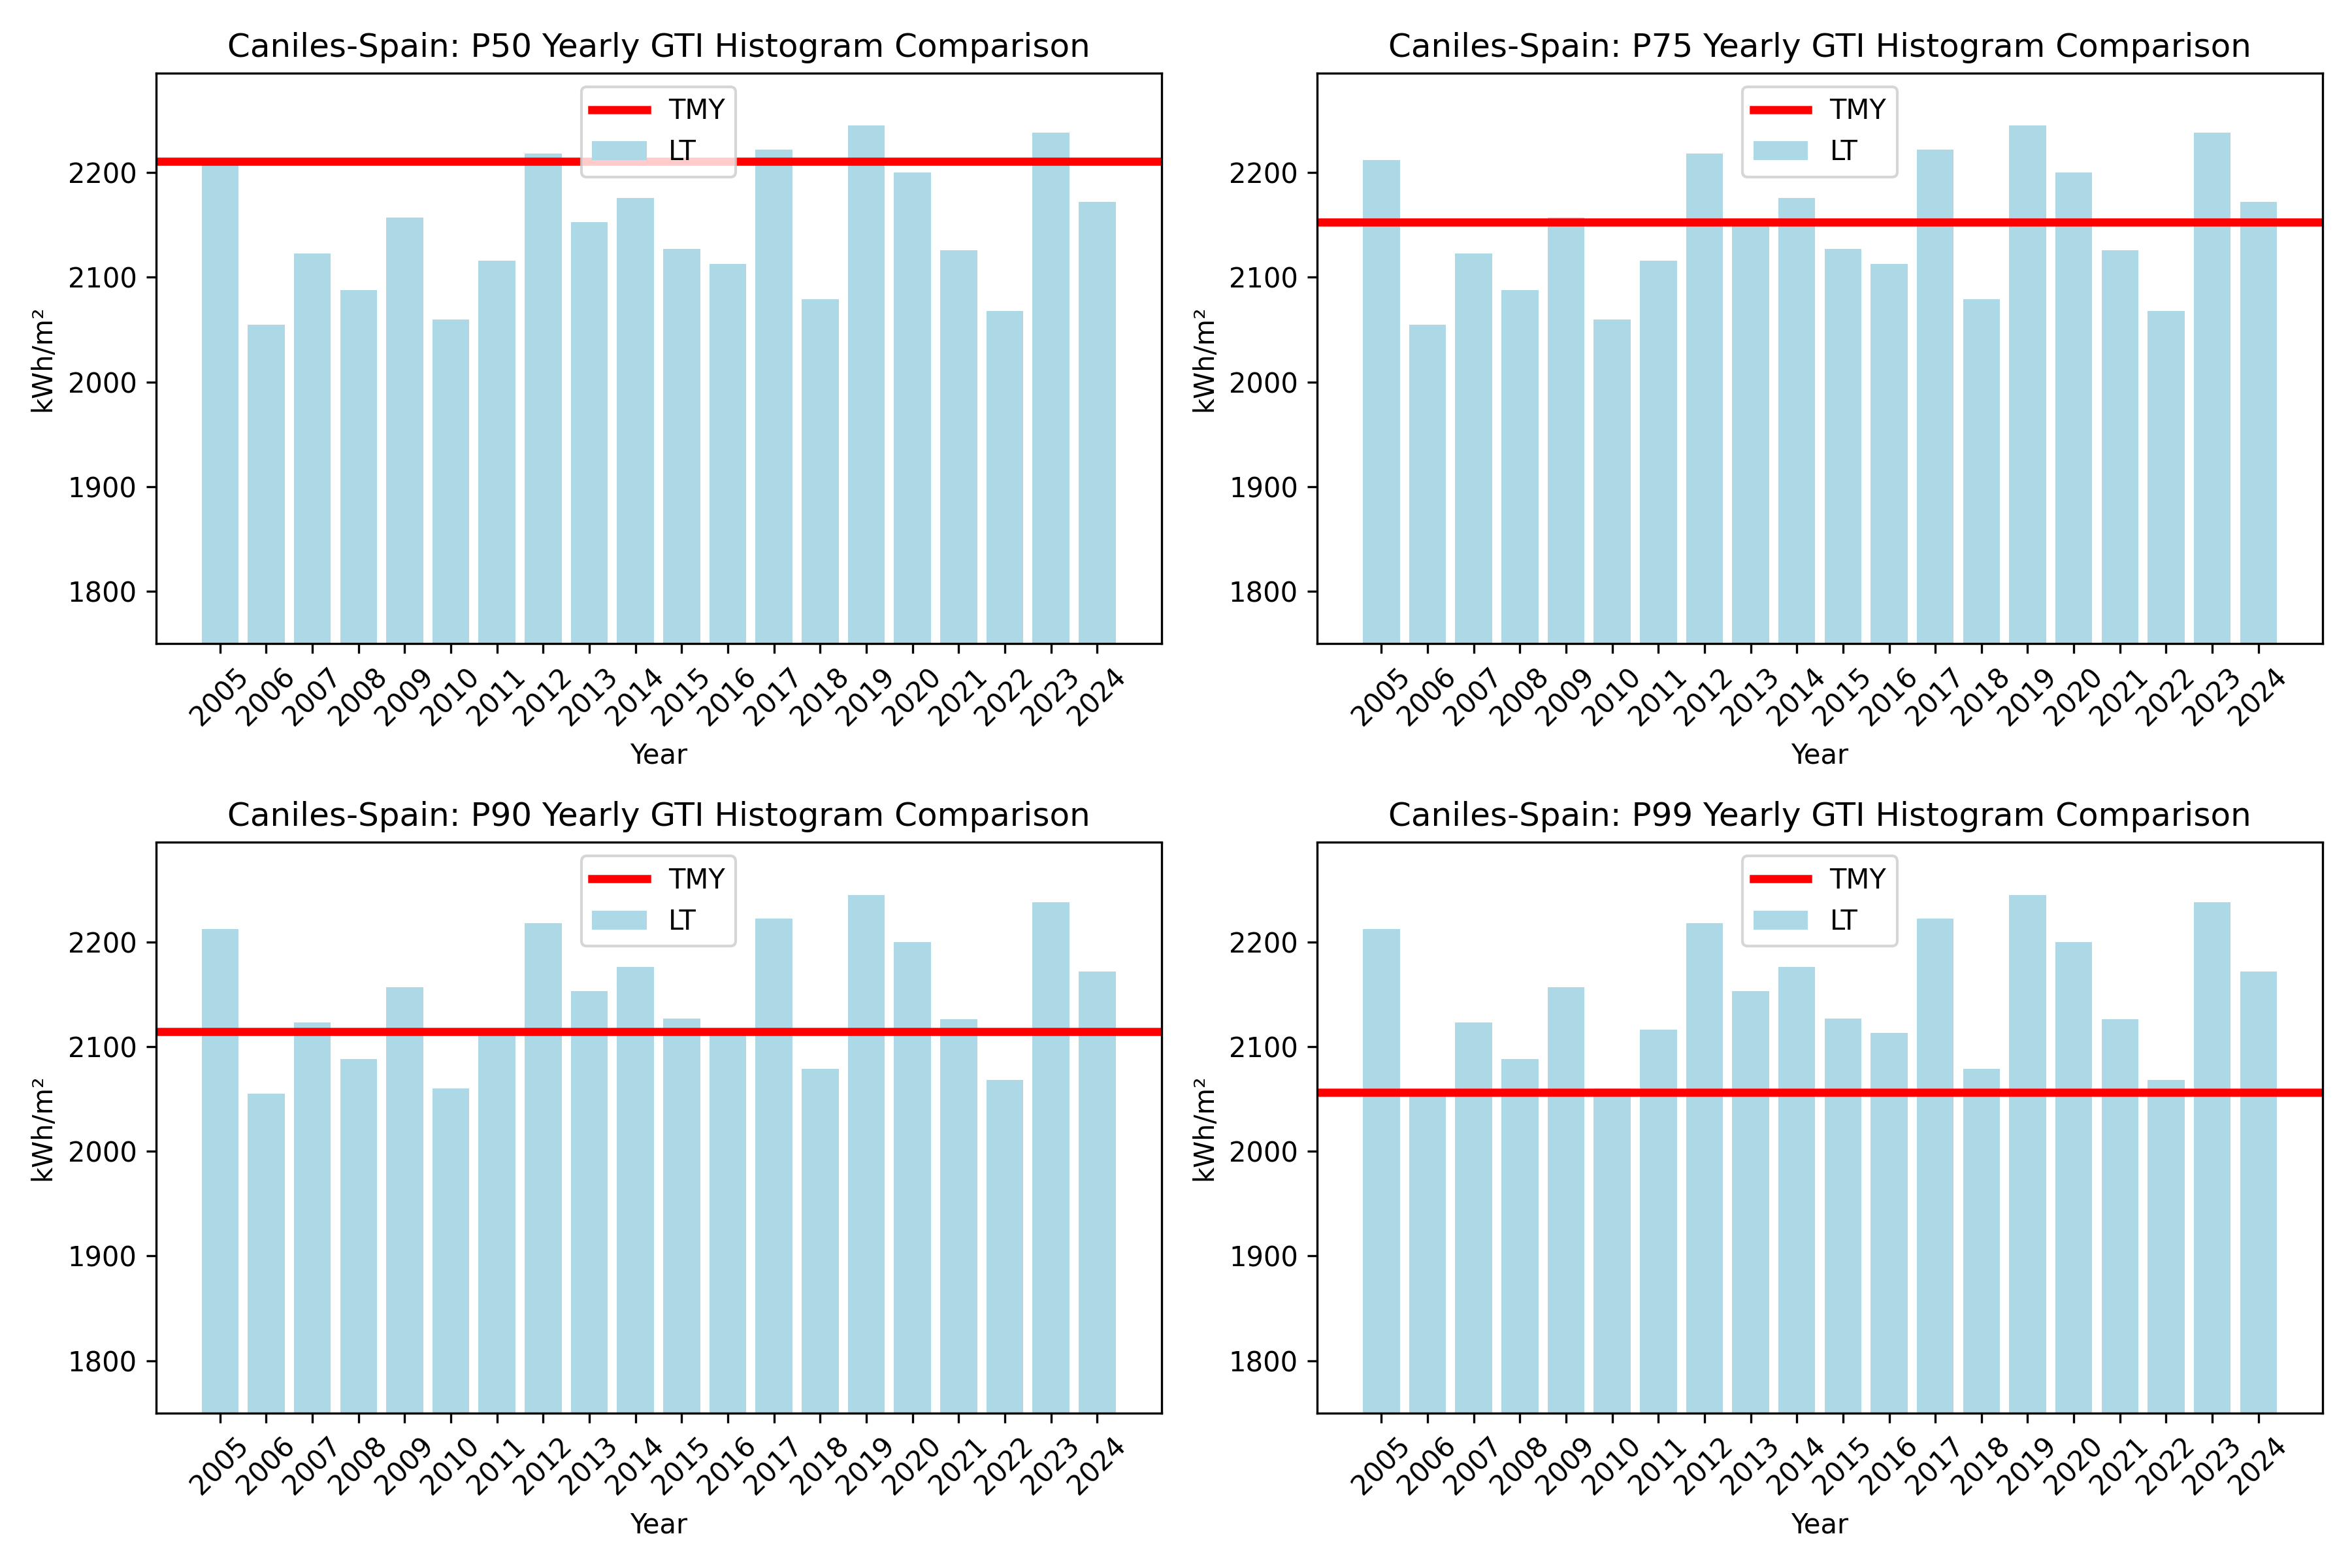 Caniles-Spain: P50 Yearly GTI Histogram Comparison
TMY
LT
kWh/m²
2200
2100
2000
1900
1800
2005 2006 2007 2008 2009 2010 2011 2012 2013 2014 2015 2016 2017 2018 2019 2020 2021 2022 2023 2024
Year
Caniles-Spain: P75 Yearly GTI Histogram Comparison
TMY
LT
kWh/m²
2200
2100
2000
1900
1800
2005 2006 2007 2008 2009 2010 2011 2012 2013 2014 2015 2016 2017 2018 2019 2020 2021 2022 2023 2024
Year
Caniles-Spain: P90 Yearly GTI Histogram Comparison
TMY
LT
kWh/m²
2200
2100
2000
1900
1800
2005 2006 2007 2008 2009 2010 2011 2012 2013 2014 2015 2016 2017 2018 2019 2020 2021 2022 2023 2024
Year
Caniles-Spain: P99 Yearly GTI Histogram Comparison
TMY
LT
kWh/m²
2200
2100
2000
1900
1800
2005 2006 2007 2008 2009 2010 2011 2012 2013 2014 2015 2016 2017 2018 2019 2020 2021 2022 2023 2024
Year